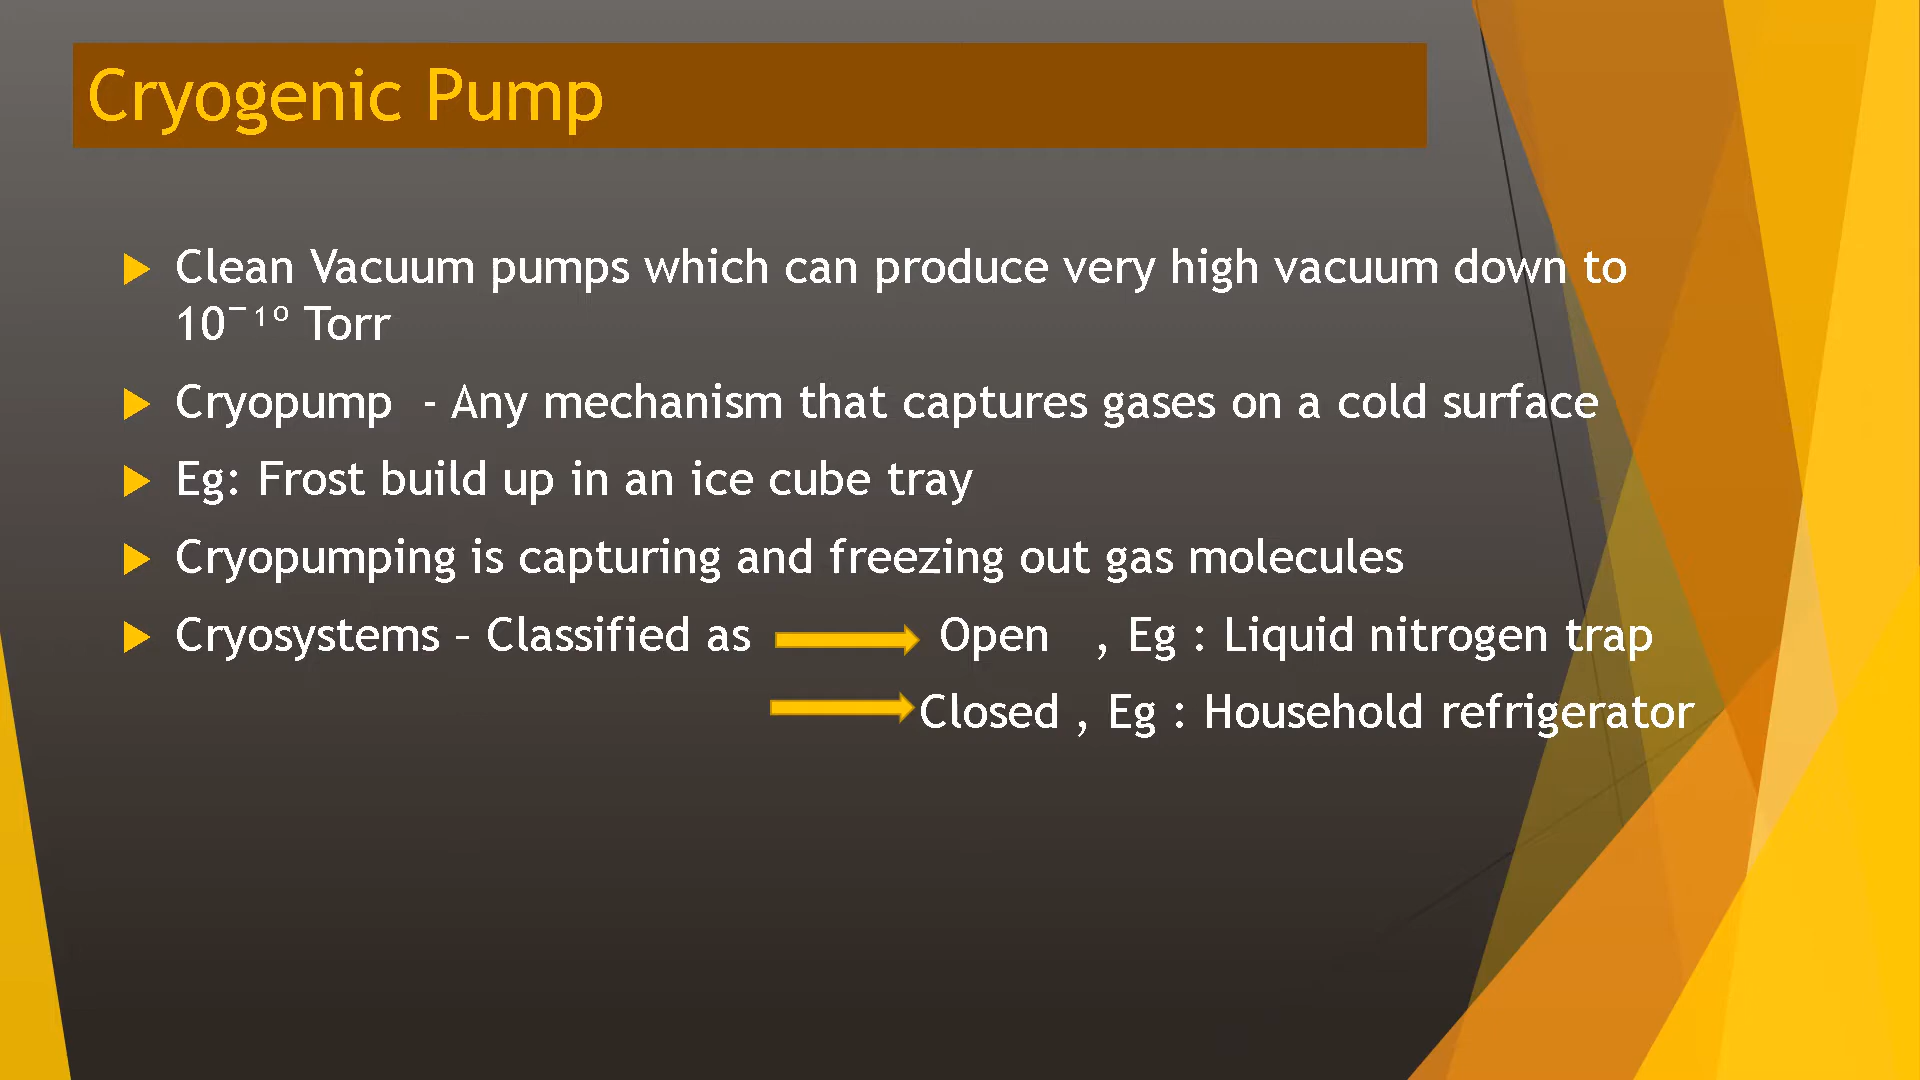 Cryogenic Pump
Clean Vacuum pumps which can produce very high vacuum down to
10⁻¹⁰ Torr
Cryopump - Any mechanism that captures gases on a cold surface
Eg: Frost build up in an ice cube tray
Cryopumping is capturing and freezing out gas molecules
Cryosystems – Classified as Open , Eg : Liquid nitrogen trap
Closed , Eg : Household refrigerator